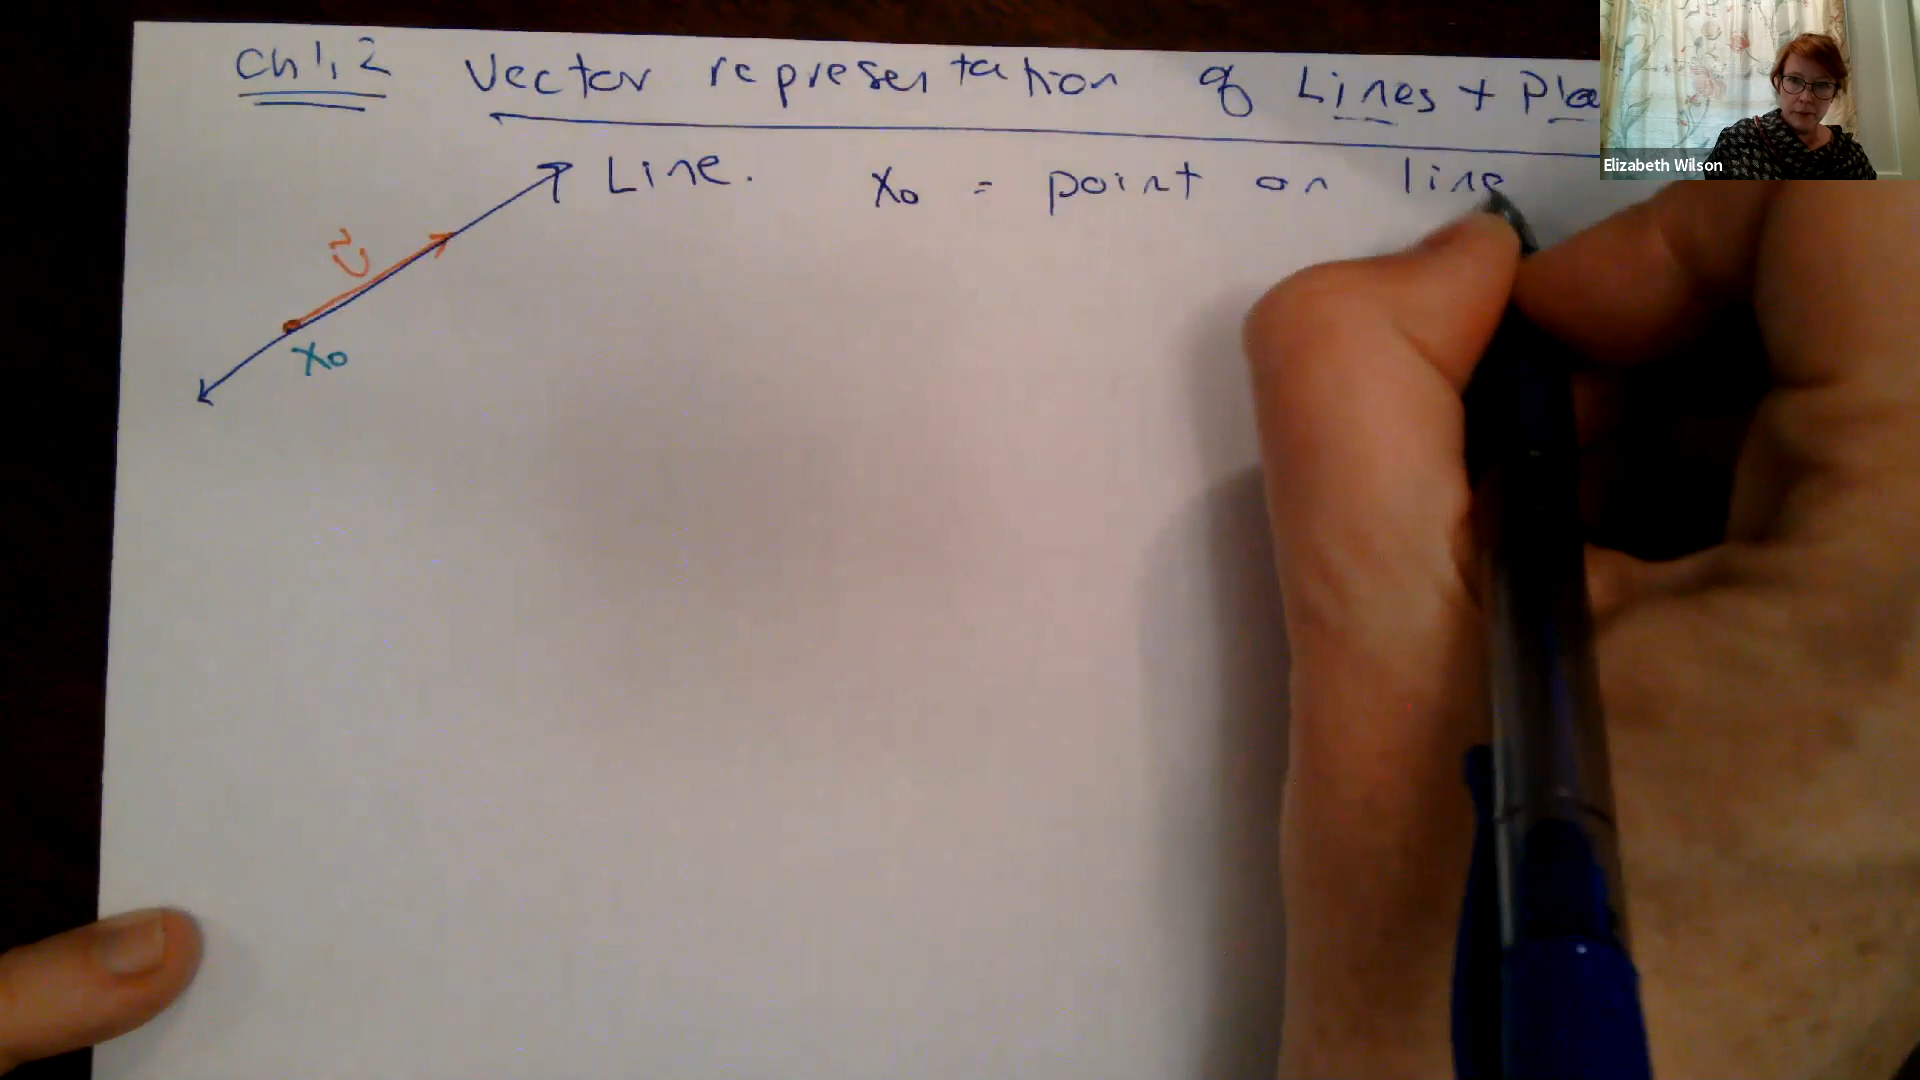 Ch 1,2 Vector representation of Lines + Pla
Line. x₀ = point on line
v
x₀
Elizabeth Wilson